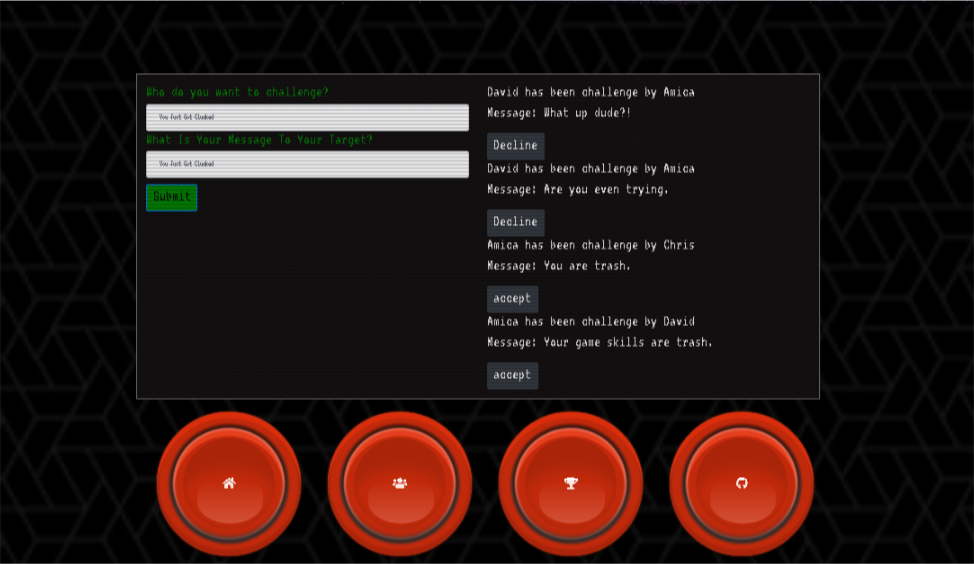 Who do you want to challenge?
You Just Got Clucked
What Is Your Message To Your Target?
You Just Got Clucked
Submit
David has been challenge by Amica
Message: What up dude?!
Decline
David has been challenge by Amica
Message: Are you even trying.
Decline
Amica has been challenge by Chris
Message: You are trash.
accept
Amica has been challenge by David
Message: Your game skills are trash.
accept